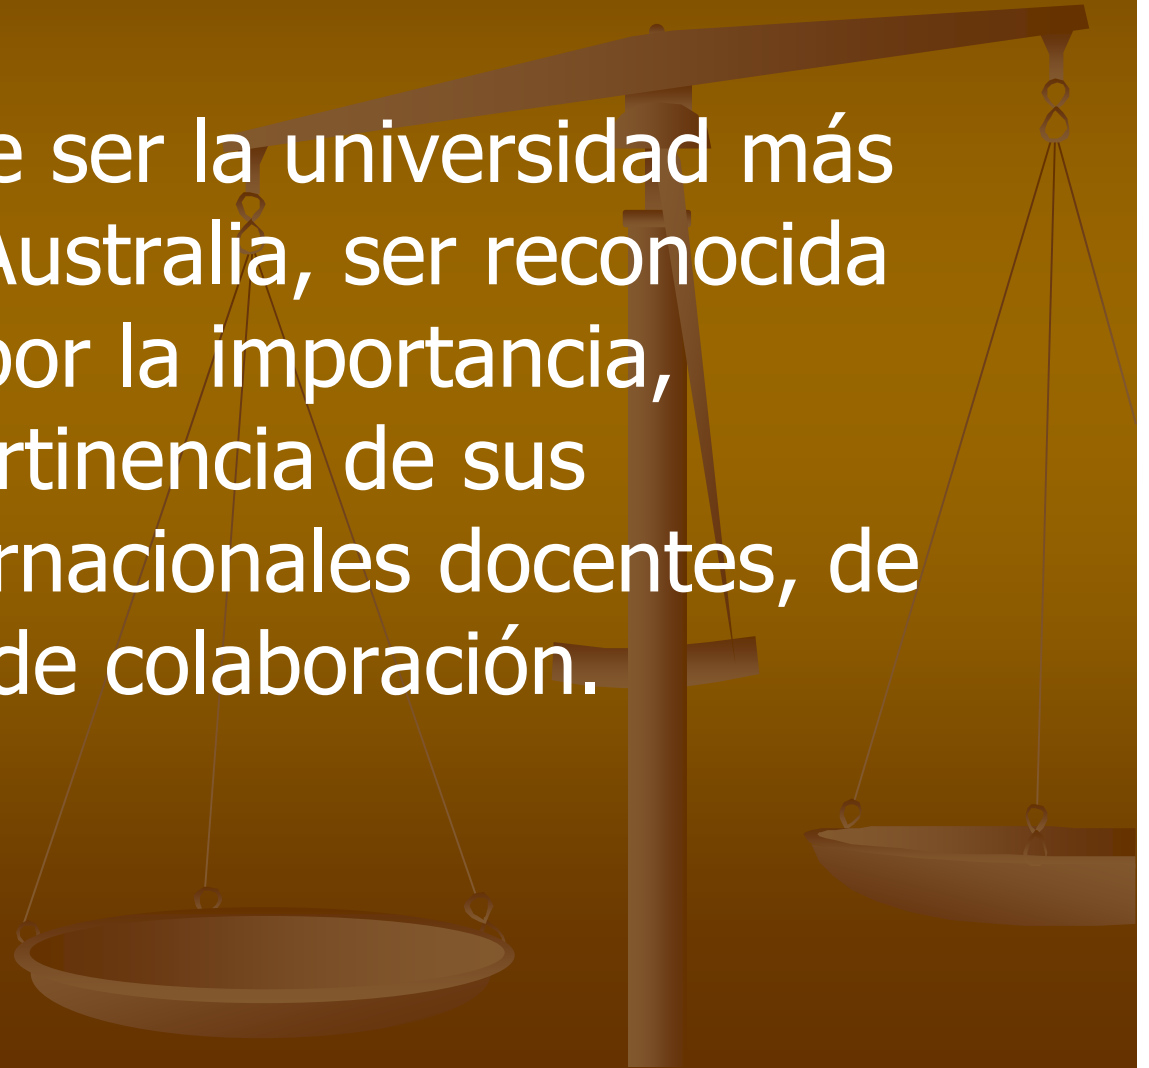 e ser la universidad más
Australia, ser reconocida
por la importancia,
rtinencia de sus
rnacionales docentes, de
de colaboración.